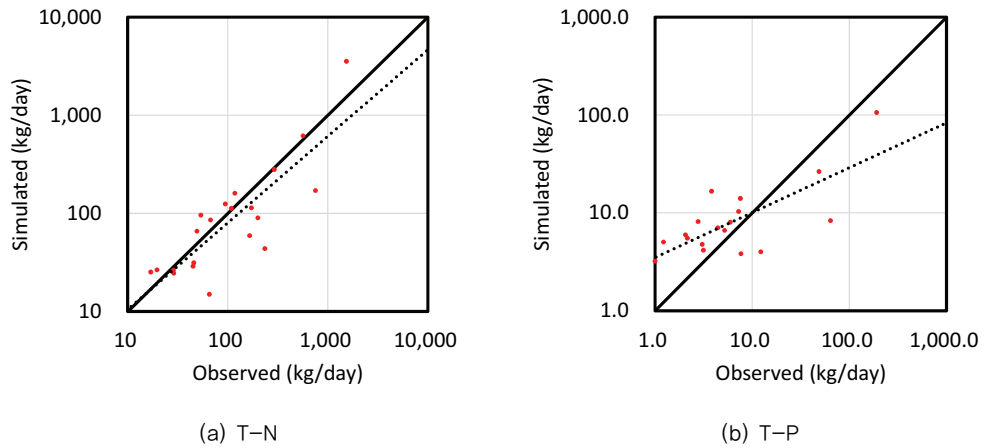 10,000
1,000
100
10
Simulated (kg/day)
10
100
1,000
10,000
Observed (kg/day)
(a) T-N
1,000.0
100.0
10.0
1.0
Simulated (kg/day)
1.0
10.0
100.0
1,000.0
Observed (kg/day)
(b) T-P